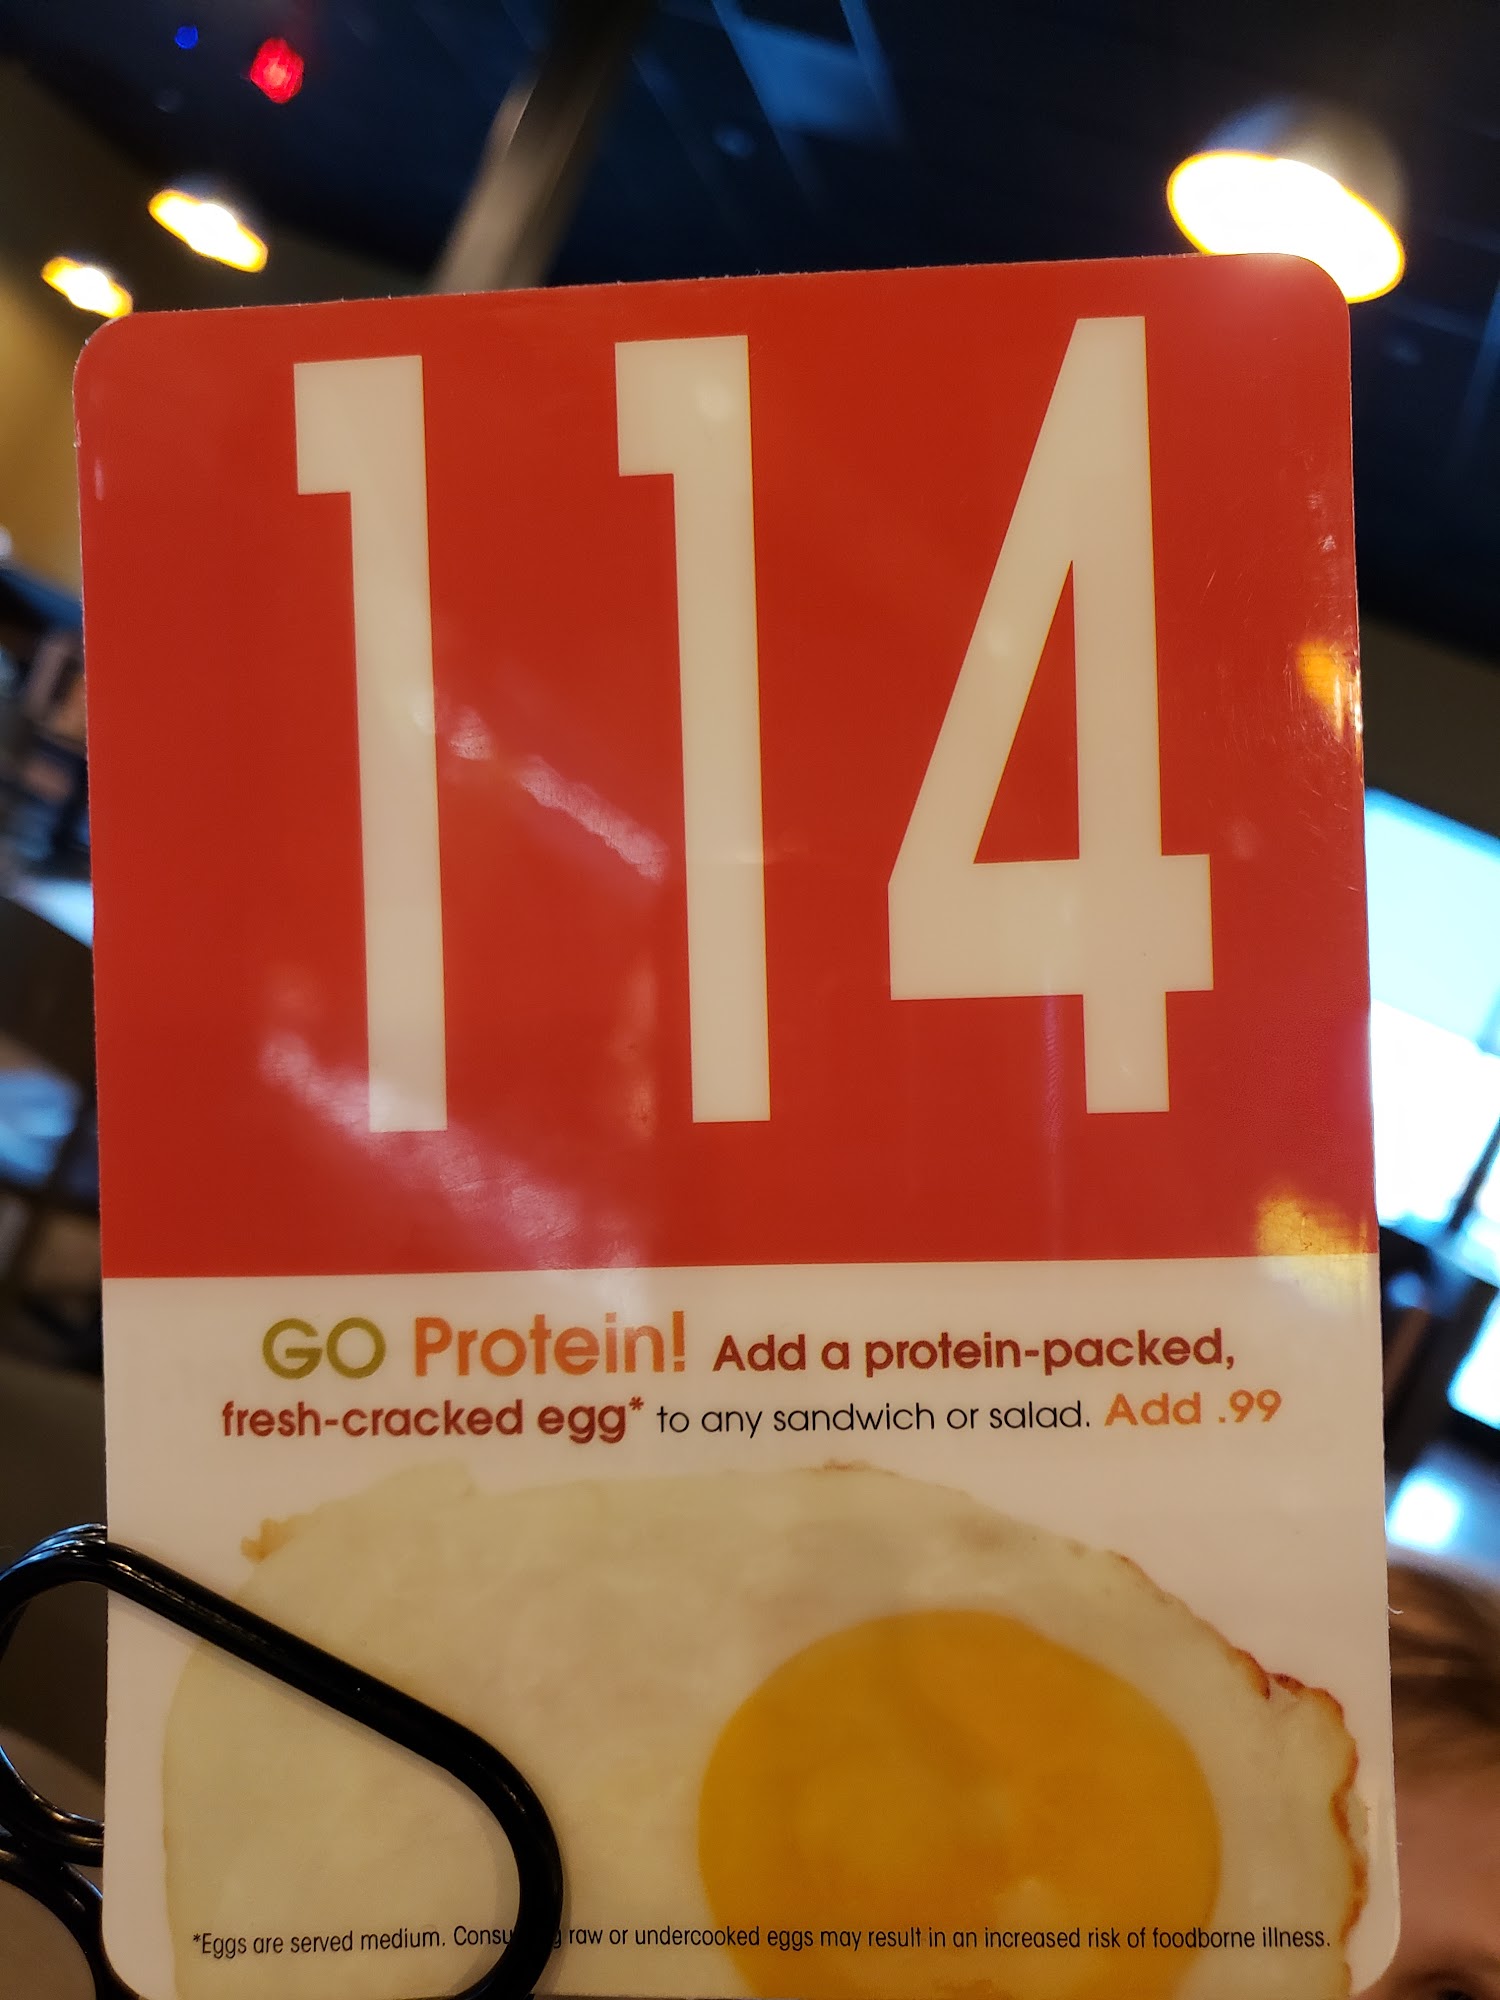 114
GO Protein! Add a protein-packed,
fresh-cracked egg* to any sandwich or salad. Add .99
*Eggs are served medium. raw or undercooked eggs may result in an increased risk of foodborne illness.